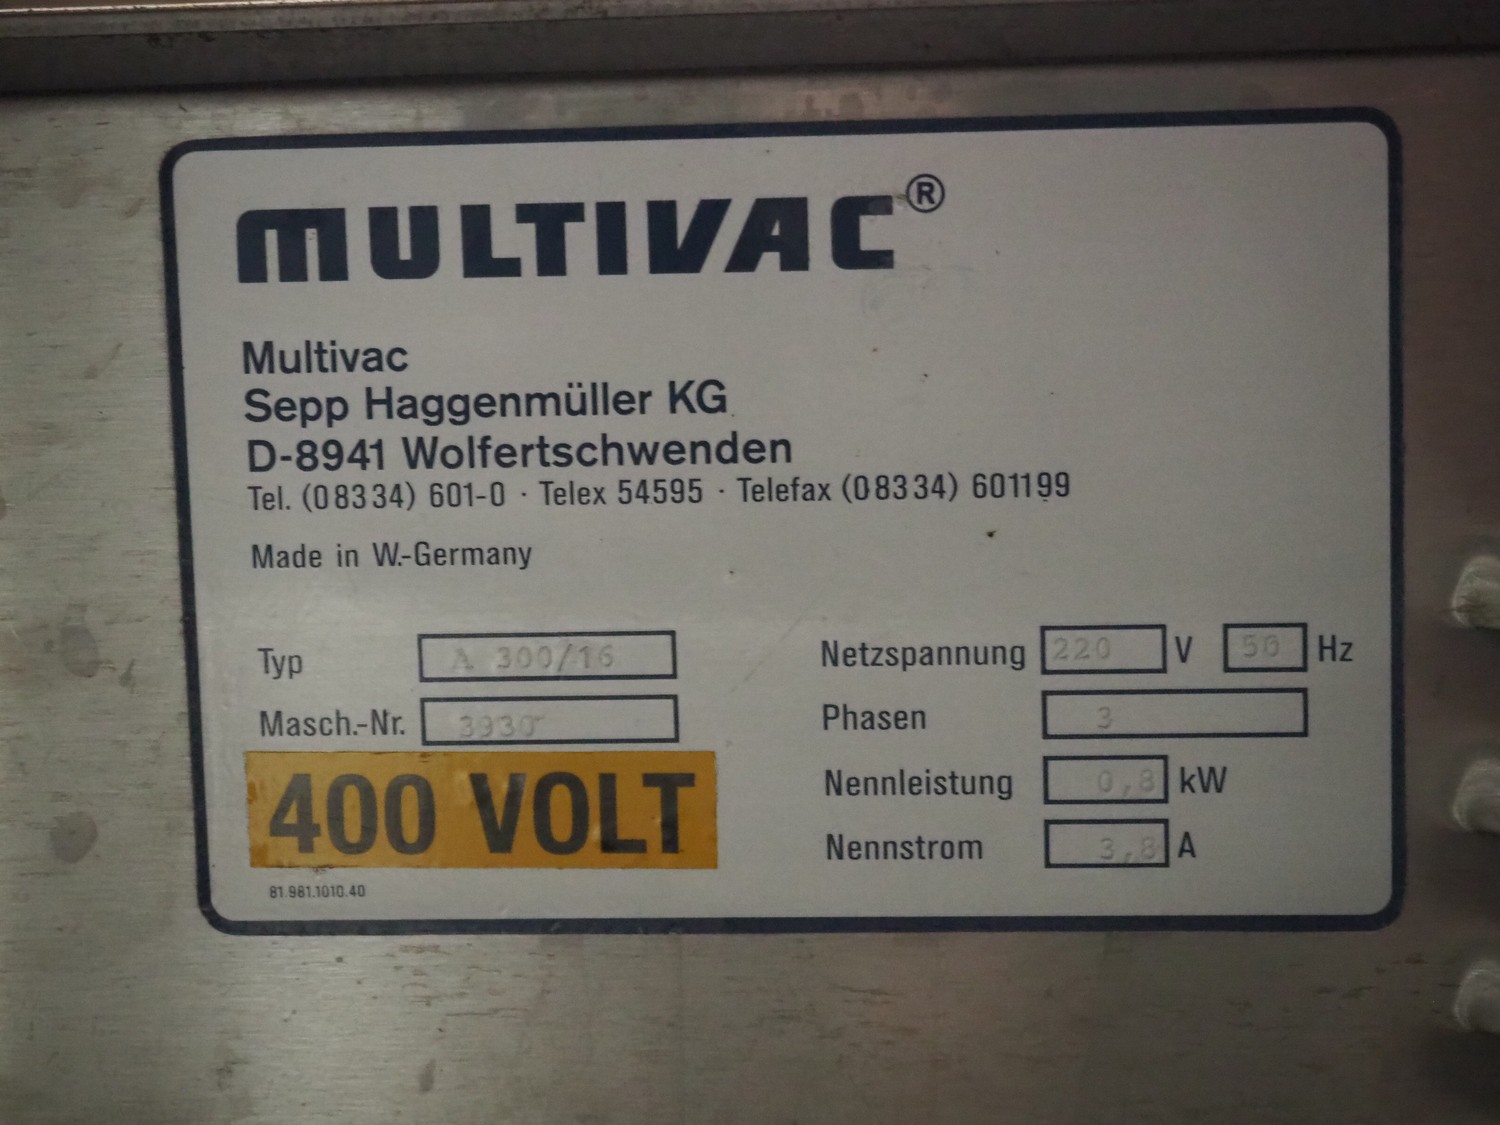 MULTIVAC®
Multivac
Sepp Haggenmüller KG
D-8941 Wolfertschwenden
Tel. (08334) 601-0 · Telex 54595 · Telefax (08334) 601199
Made in W.-Germany
Typ A 300/16
Masch.-Nr. 3930
400 VOLT
81.981.1010.40
Netzspannung 220 V 50 Hz
Phasen 3
Nennleistung 0,8 kW
Nennstrom 3,8 A